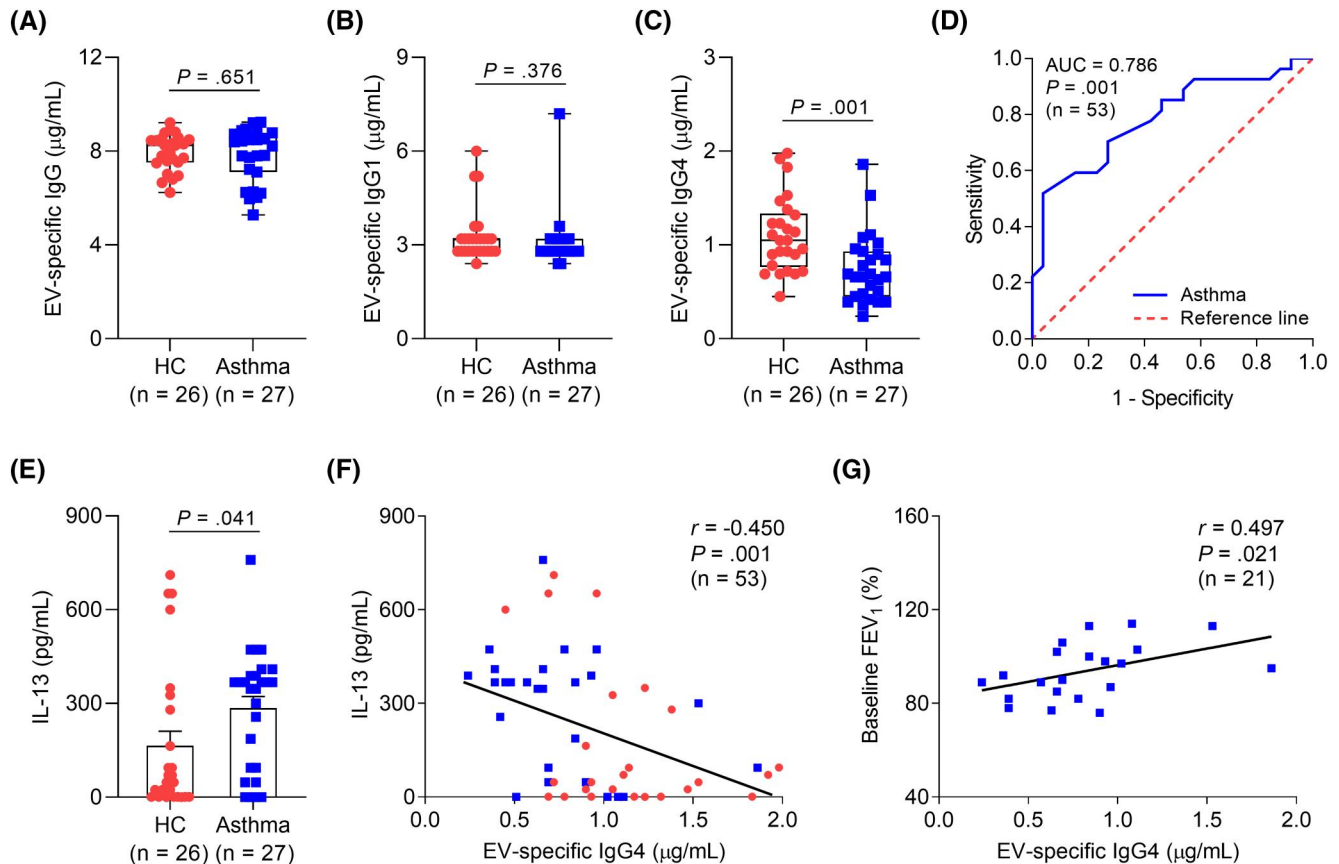 (A)
EV-specific IgG (μg/mL)
12
8
4
0
P = .651
HC
(n = 26)
Asthma
(n = 27)
(B)
EV-specific IgG1 (μg/mL)
9
6
3
0
P = .376
HC
(n = 26)
Asthma
(n = 27)
(C)
EV-specific IgG4 (μg/mL)
3
2
1
0
P = .001
HC
(n = 26)
Asthma
(n = 27)
(D)
Sensitivity
1.0
0.8
0.6
0.4
0.2
0.0
AUC = 0.786
P = .001
(n = 53)
Asthma
Reference line
0.0 0.2 0.4 0.6 0.8 1.0
1 - Specificity
(E)
IL-13 (pg/mL)
900
600
300
0
P = .041
HC
(n = 26)
Asthma
(n = 27)
(F)
IL-13 (pg/mL)
900
600
300
0
r = -0.450
P = .001
(n = 53)
0.0 0.5 1.0 1.5 2.0
EV-specific IgG4 (μg/mL)
(G)
Baseline FEV1 (%)
160
120
80
40
r = 0.497
P = .021
(n = 21)
0.0 0.5 1.0 1.5 2.0
EV-specific IgG4 (μg/mL)